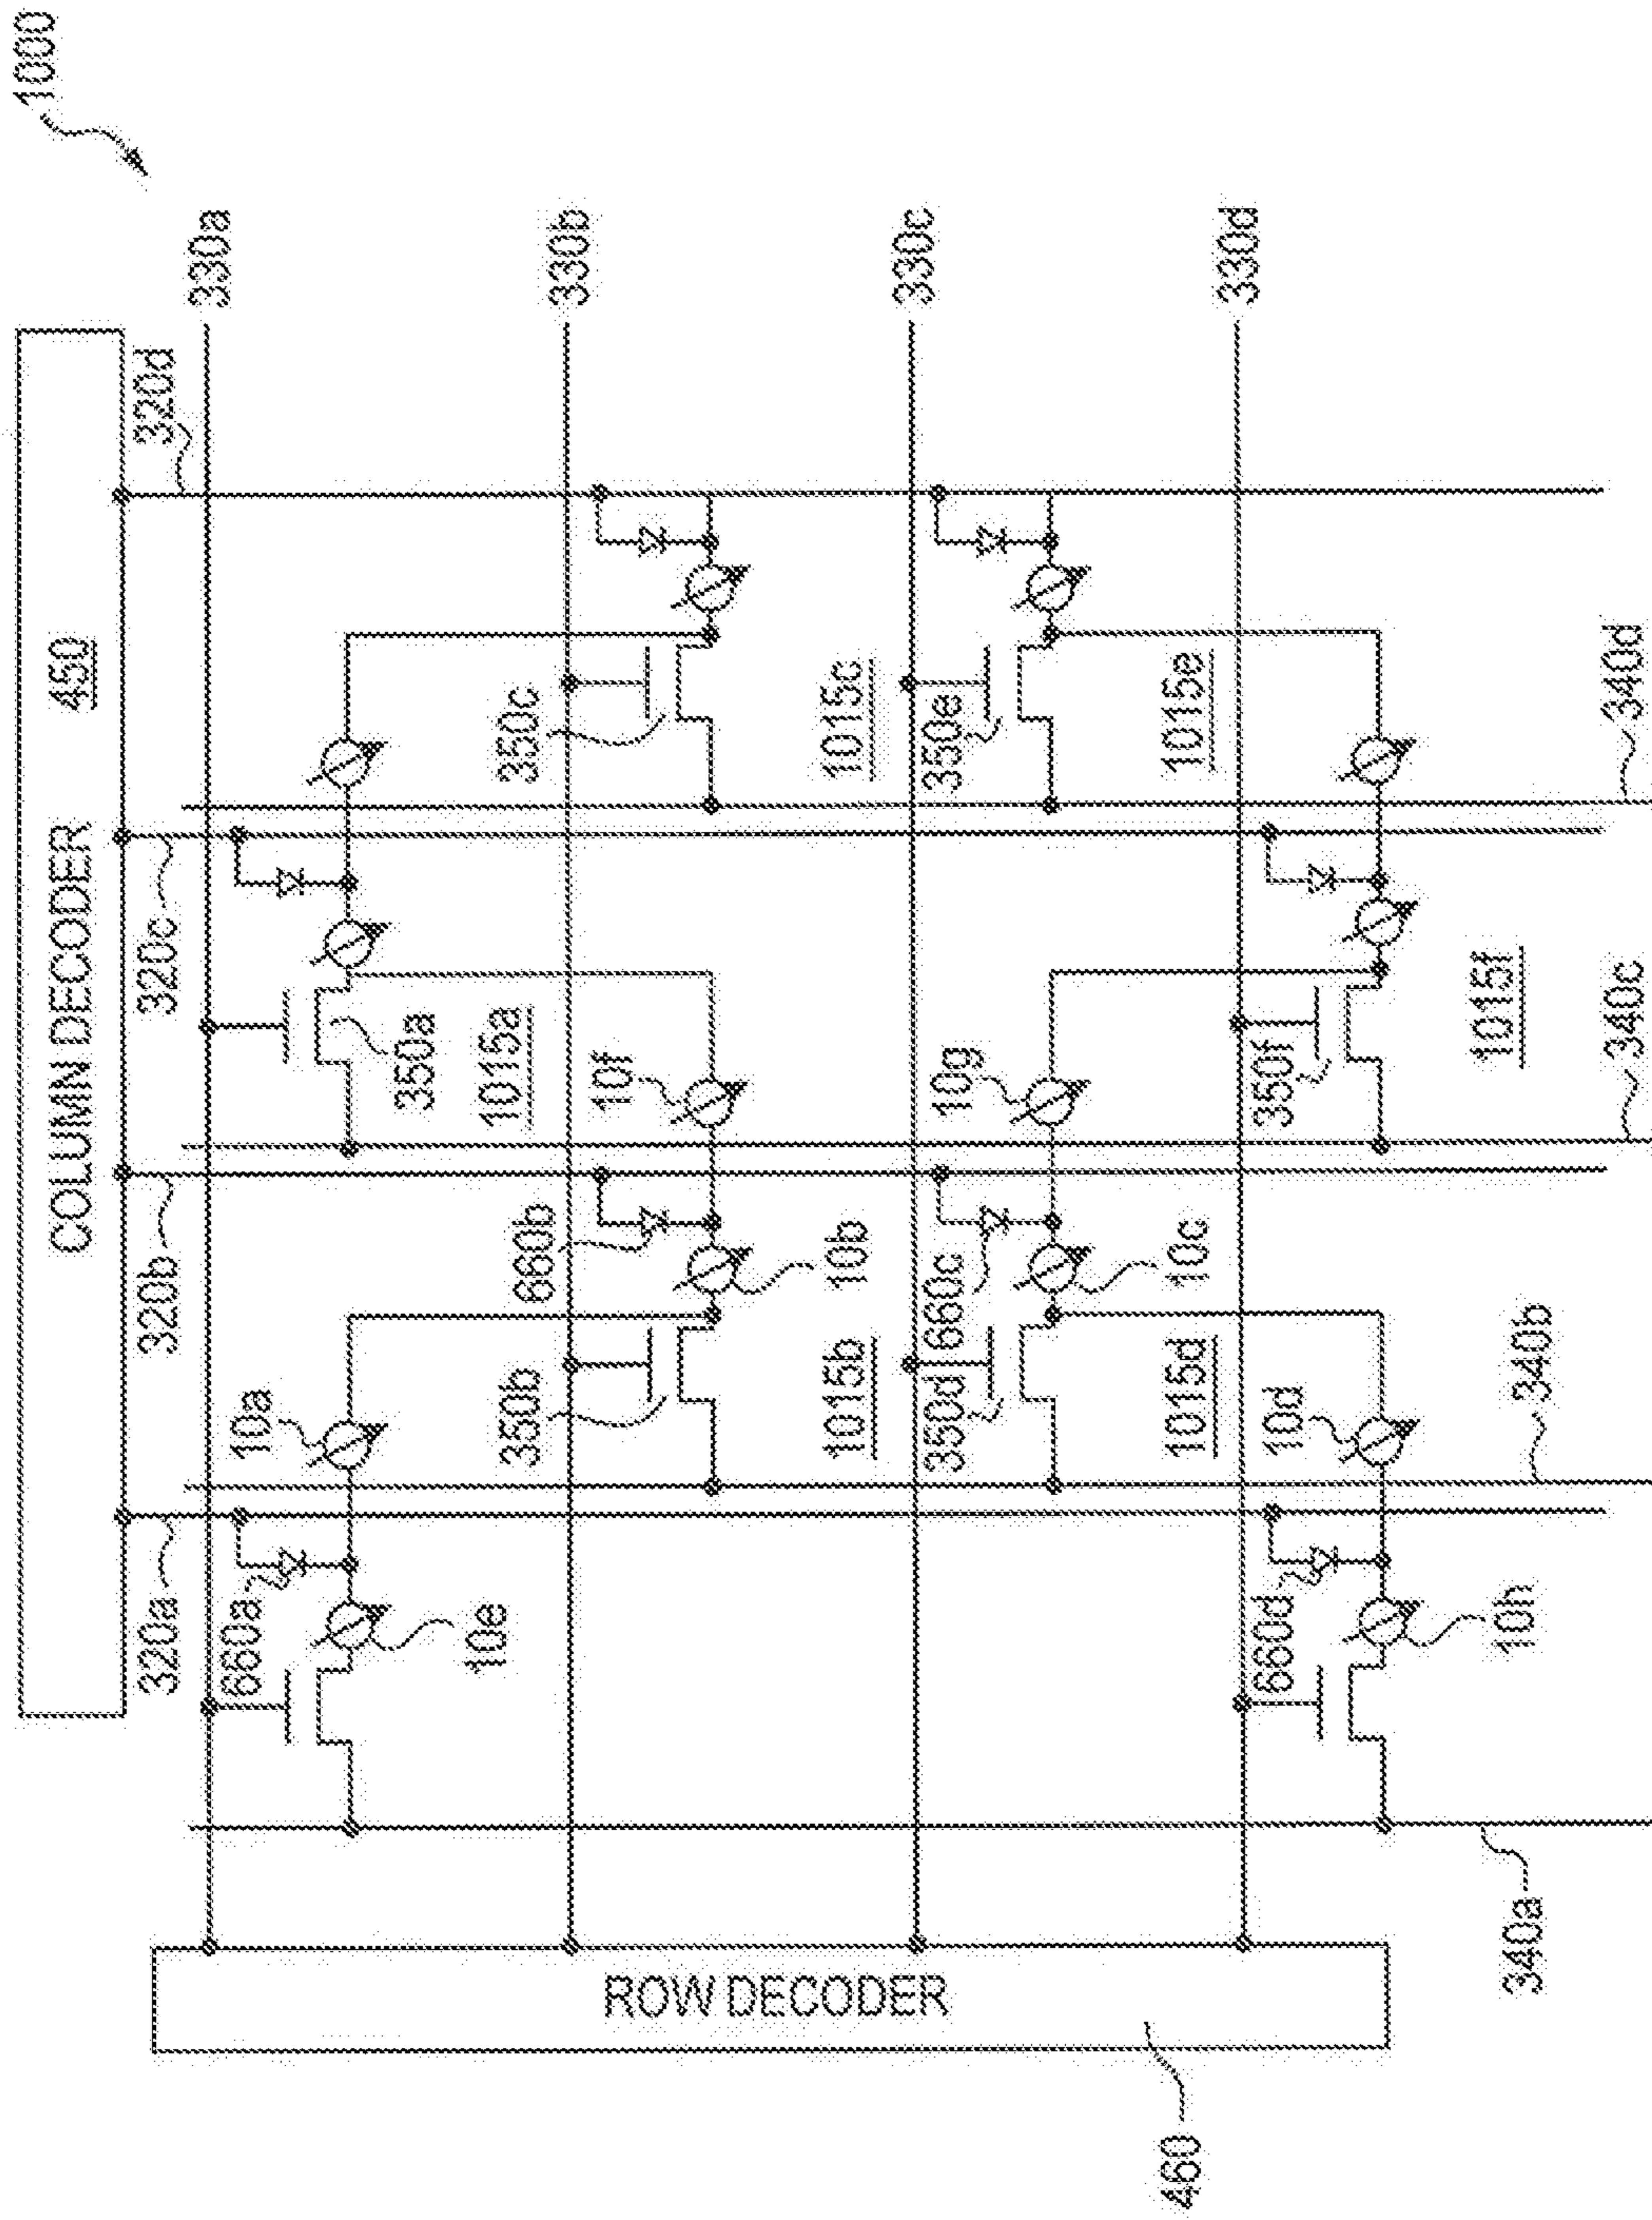 1000
COLUMN DECODER 450
320a
320b
320c
320d
330a
660a
10a
10e
350a
1015a
330b
350b
660b
10f
10b
350c
1015b
1015c
330c
350d
660c
10g
10c
350e
1015d
1015e
330d
660d
10d
10h
350f
1015f
340a
340b
340c
340d
ROW DECODER
460